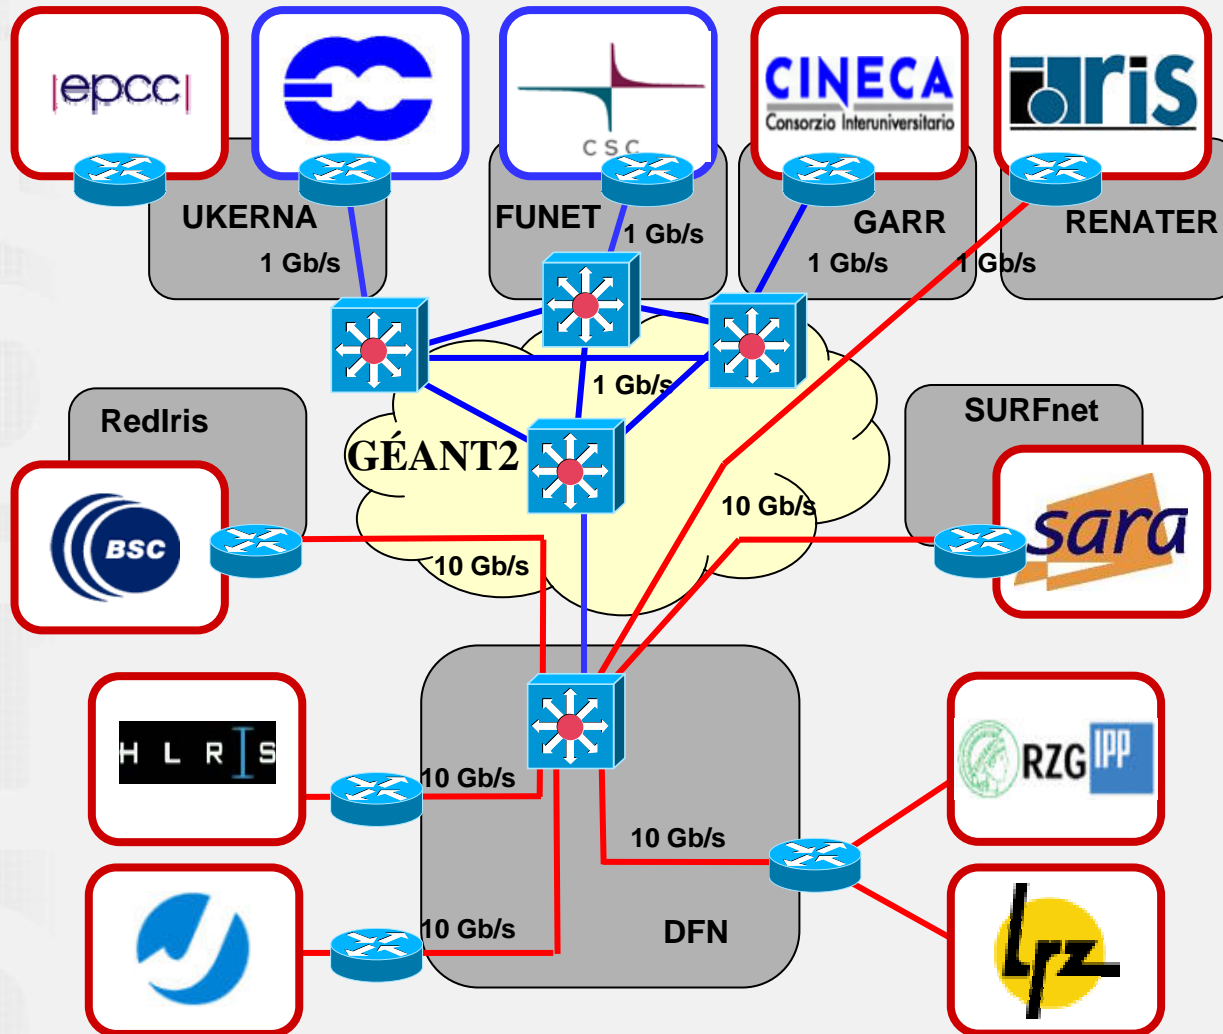 |epcc|
CSC
CINECA
Consorzio Interuniversitario
idris
UKERNA
FUNET
GARR
RENATER
1 Gb/s
1 Gb/s
1 Gb/s
1 Gb/s
1 Gb/s
RedIris
GÉANT2
SURFnet
BSC
10 Gb/s
10 Gb/s
sara
HLRIS
10 Gb/s
10 Gb/s
RZG IPP
10 Gb/s
DFN
lrz